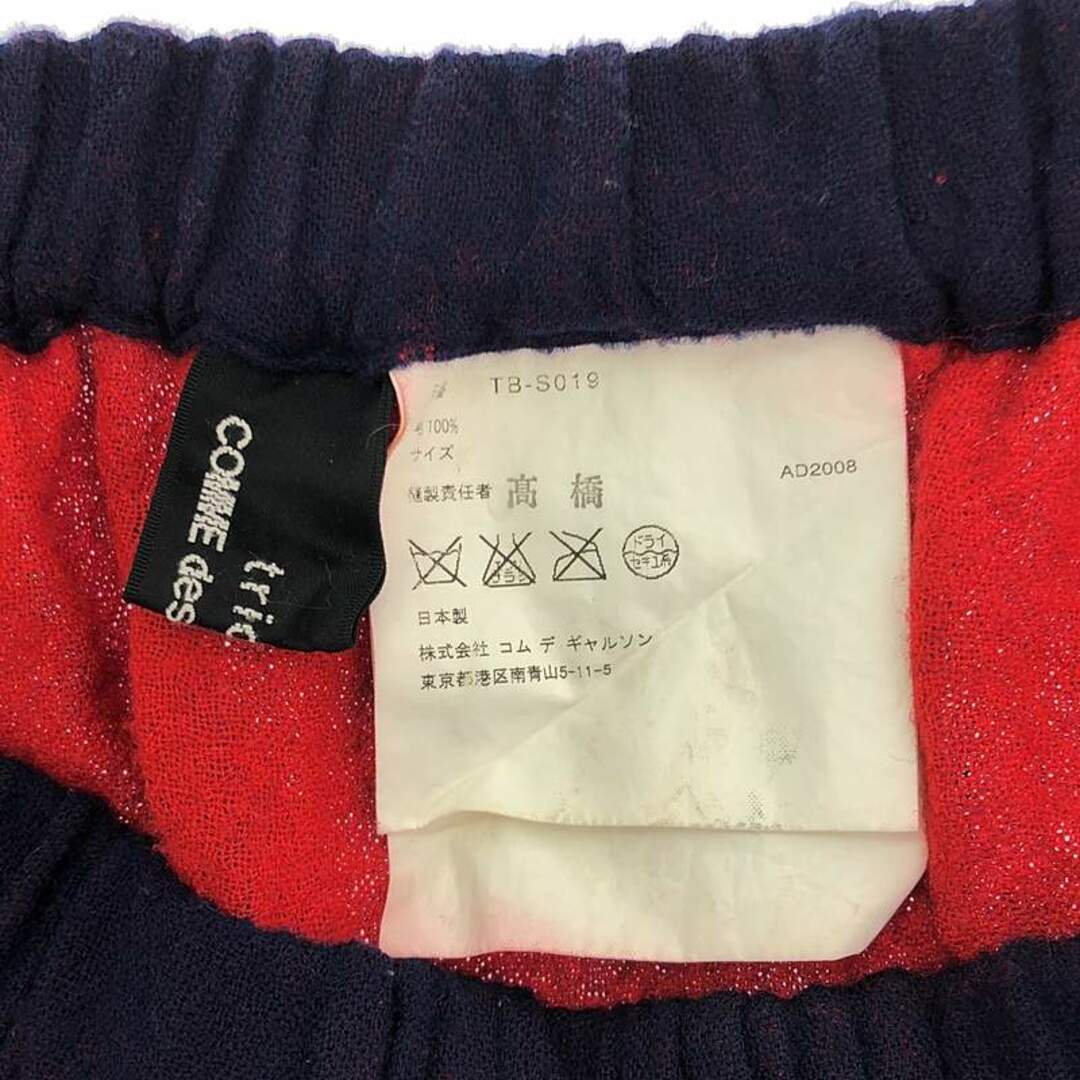 tric
COMME des
TB-S019
100%
サイズ
縫製責任者 髙橋
AD2008
ドライ
セキユ系
日本製
株式会社 コム デ ギャルソン
東京都港区南青山5-11-5